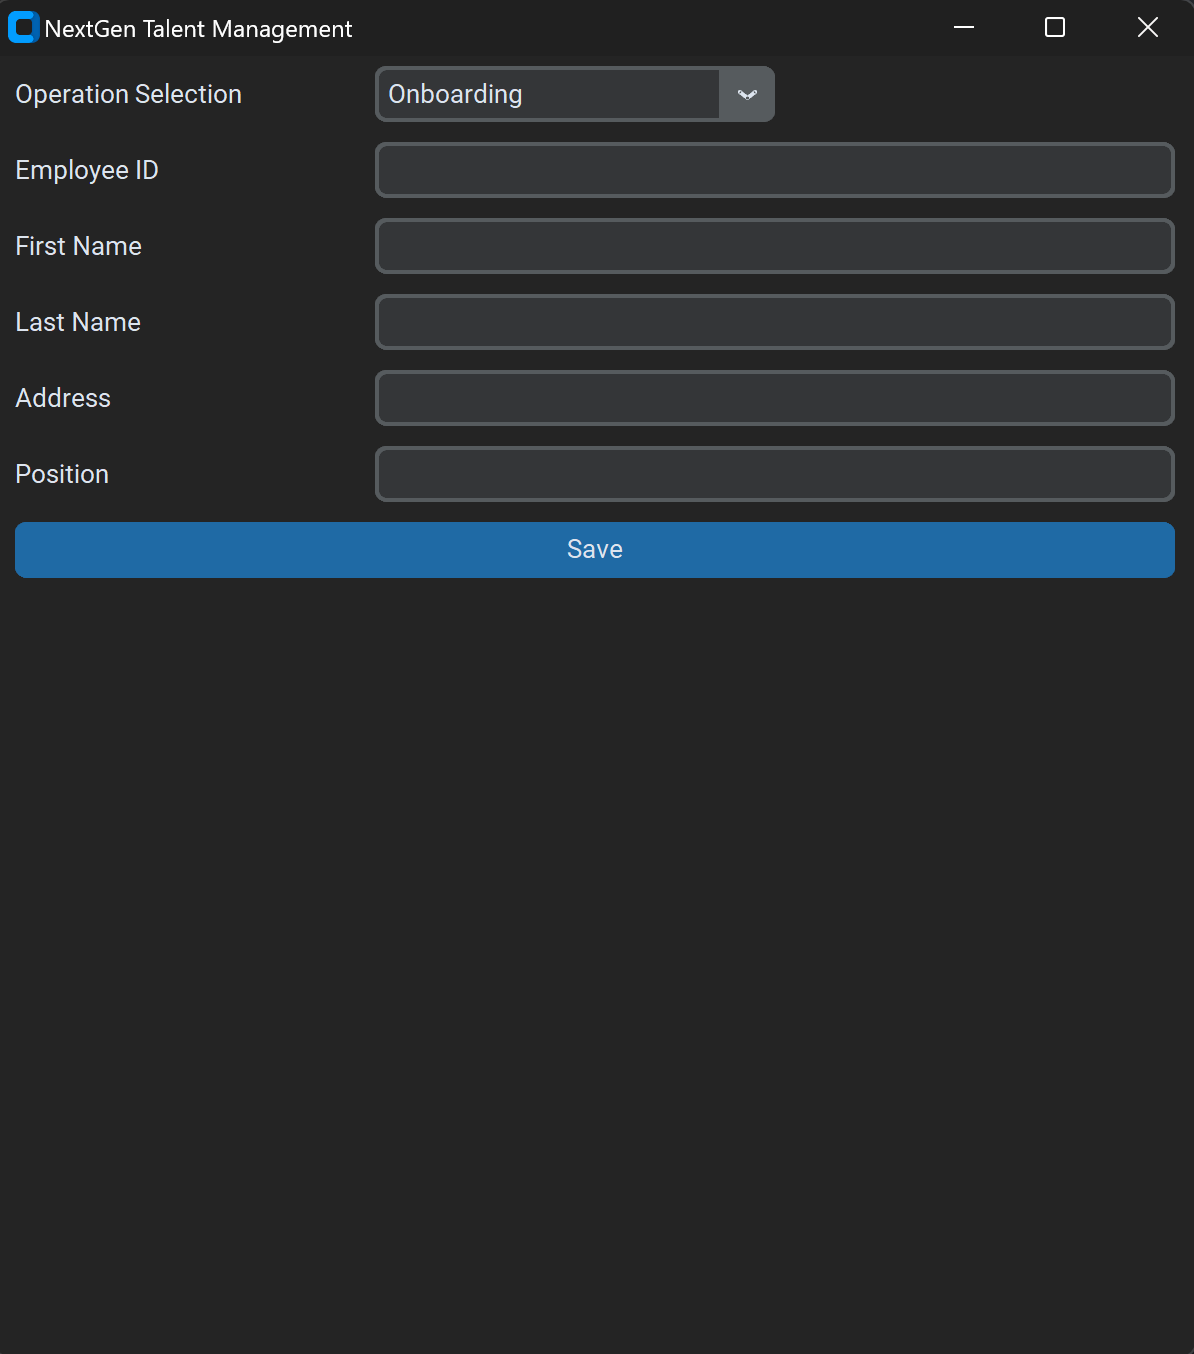 NextGen Talent Management
Operation Selection Onboarding
Employee ID
First Name
Last Name
Address
Position
Save